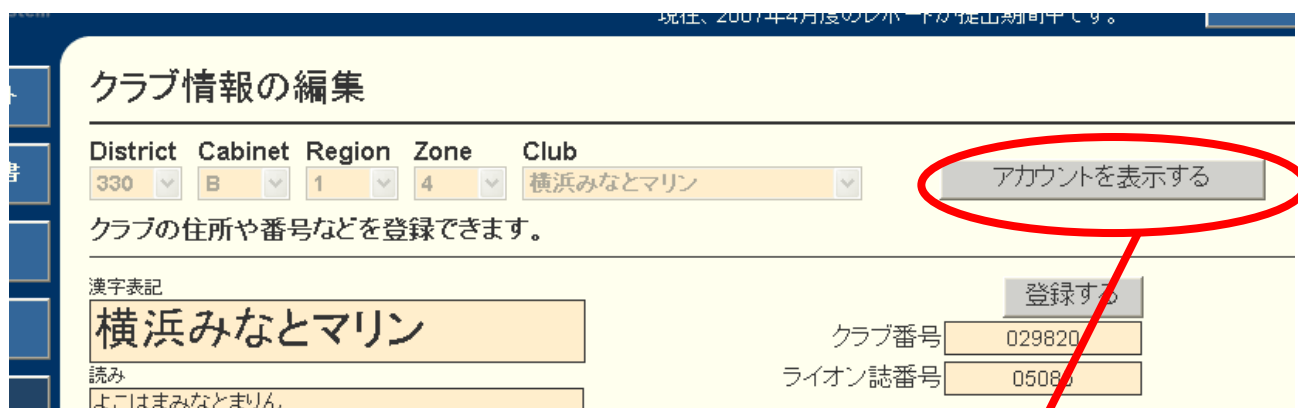 現在、2007年4月度のレポートが提出期間中です。
クラブ情報の編集
District Cabinet Region Zone Club
330 B 1 4 横浜みなとマリン
アカウントを表示する
クラブの住所や番号などを登録できます。
漢字表記
登録する
横浜みなとマリン
クラブ番号 029820
読み
ライオン誌番号
よこはまみなとまりん